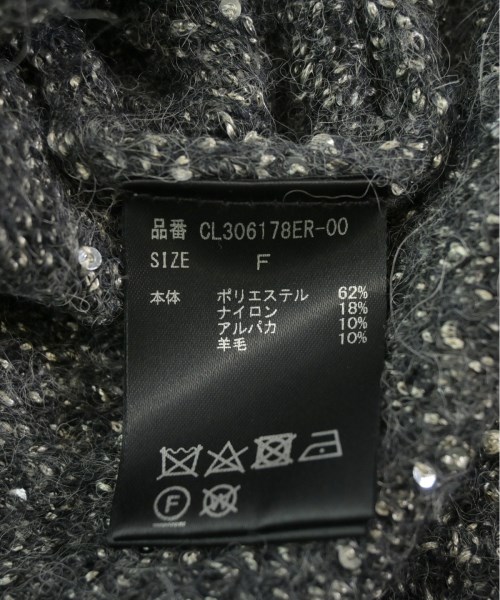 品番 CL306178ER-00
SIZE F
本体 ポリエステル 62%
ナイロン 18%
アルパカ 10%
羊毛 10%
F
W